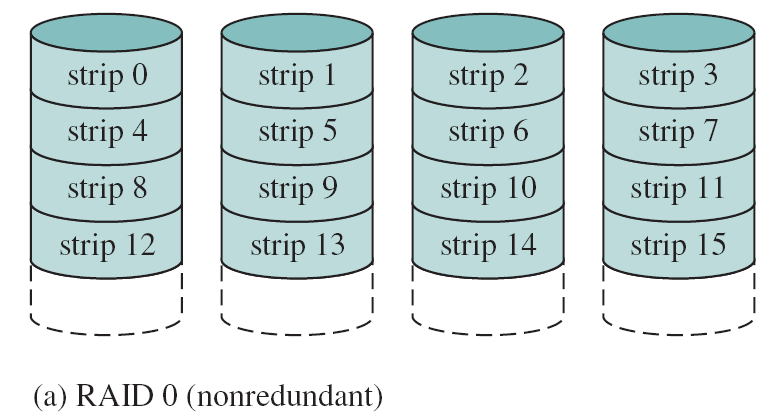 strip 0 strip 1 strip 2 strip 3
strip 4 strip 5 strip 6 strip 7
strip 8 strip 9 strip 10 strip 11
strip 12 strip 13 strip 14 strip 15
(a) RAID 0 (nonredundant)